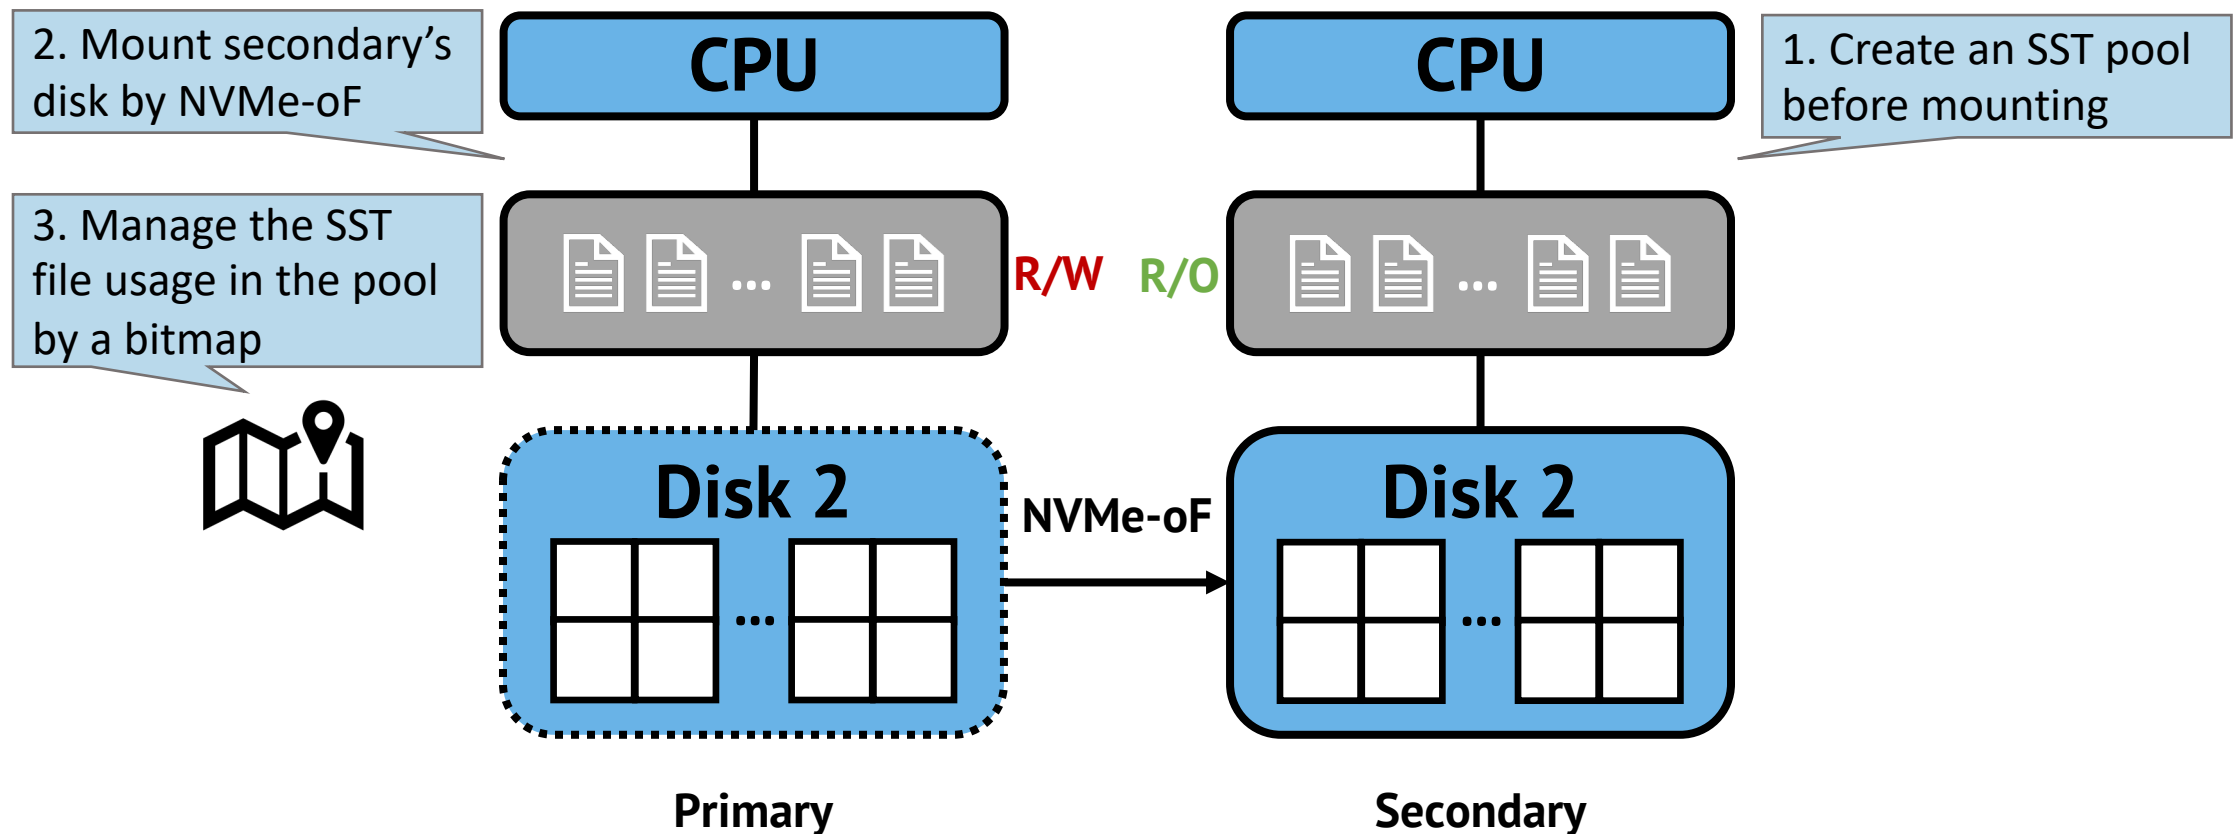 2. Mount secondary’s
disk by NVMe-oF
CPU
CPU
1. Create an SST pool
before mounting
3. Manage the SST
file usage in the pool
by a bitmap
...
R/W
R/O
...
Disk 2
...
NVMe-oF
Disk 2
...
Primary
Secondary